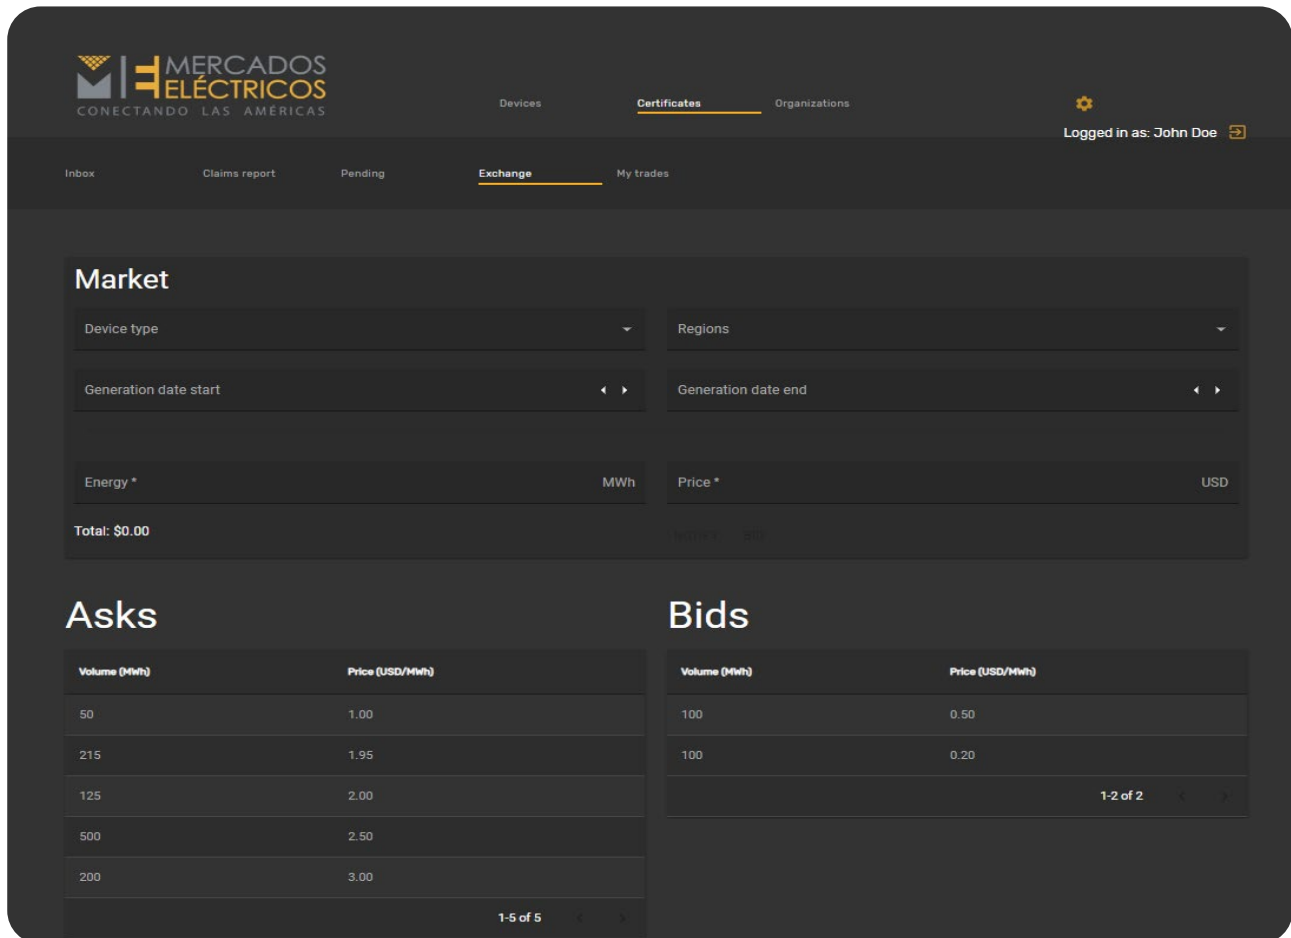 MERCADOS
ELÉCTRICOS
CONECTANDO LAS AMÉRICAS
Devices Certificates Organizations
Logged in as: John Doe
Inbox Claims report Pending Exchange My trades
Market
Device type Regions
Generation date start Generation date end
Energy * MWh Price * USD
Total: $0.00
Asks Bids
Volume (MWh) Price (USD/MWh) Volume (MWh) Price (USD/MWh)
50 1.00 100 0.50
215 1.95 100 0.20
125 2.00 1-2 of 2
500 2.50
200 3.00
1-5 of 5